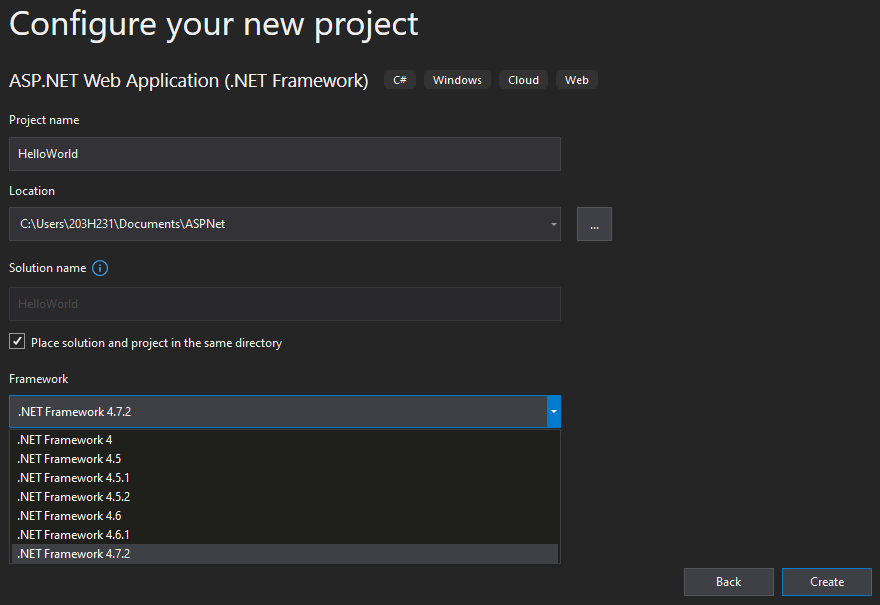 Configure your new project
ASP.NET Web Application (.NET Framework) C# Windows Cloud Web
Project name
HelloWorld
Location
C:\Users\203H231\Documents\ASPNet ...
Solution name
HelloWorld
Place solution and project in the same directory
Framework
.NET Framework 4.7.2
.NET Framework 4
.NET Framework 4.5
.NET Framework 4.5.1
.NET Framework 4.5.2
.NET Framework 4.6
.NET Framework 4.6.1
.NET Framework 4.7.2
Back Create